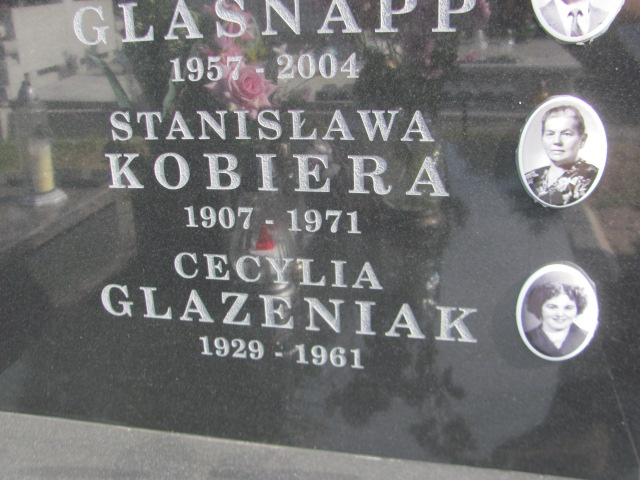 GLASNAPP
1957 - 2004
STANISŁAWA
KOBIERA
1907 - 1971
CECYLIA
GLAZENIAK
1929 - 1961